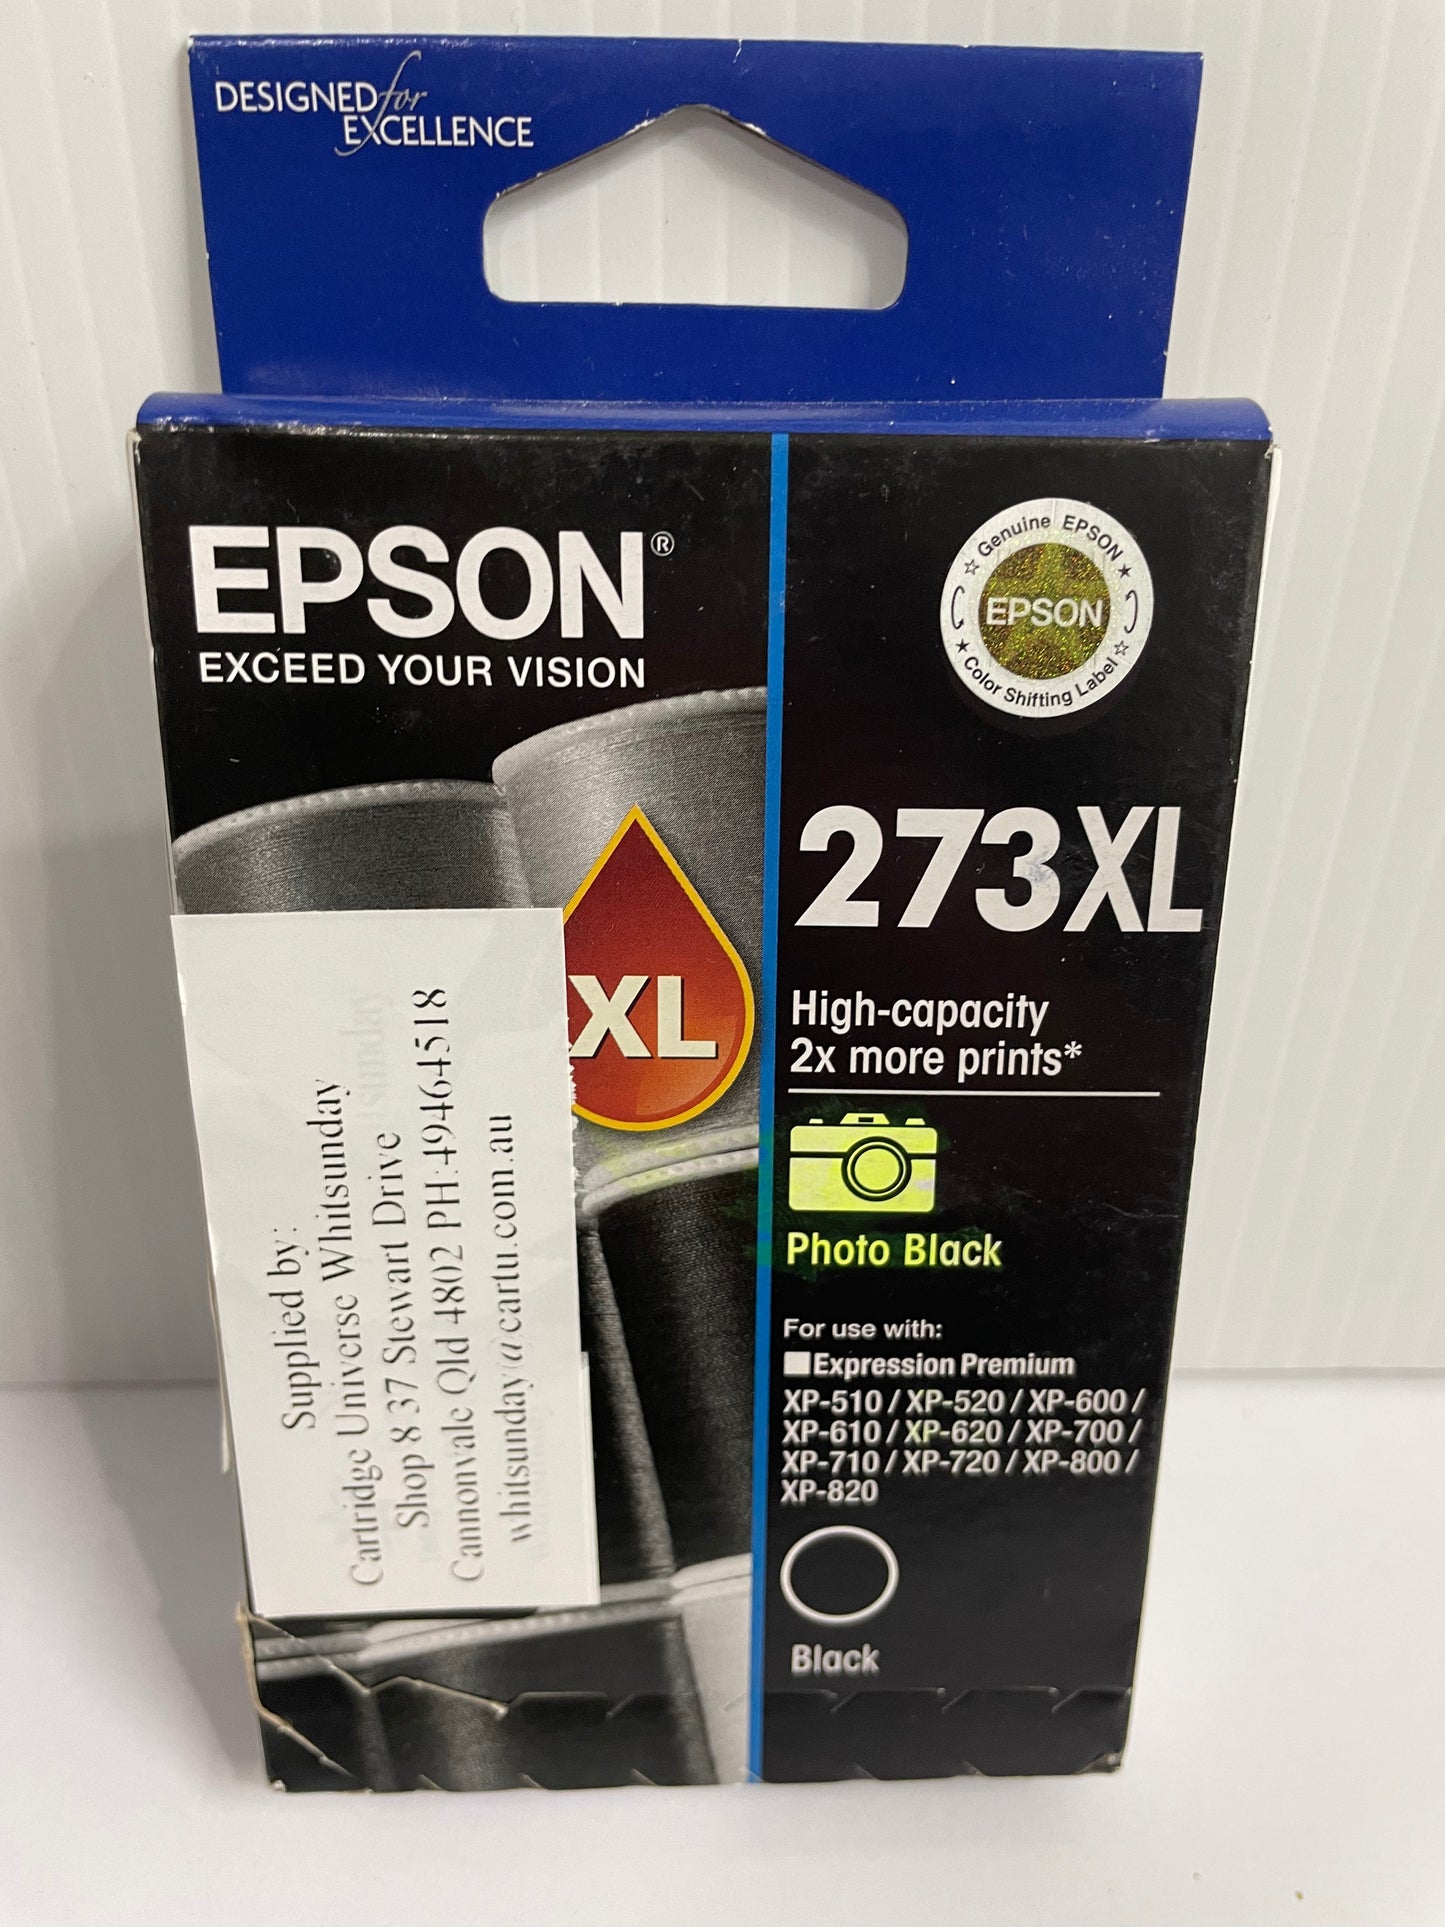 DESIGNED for
EXCELLENCE
EPSON®
EXCEED YOUR VISION
☆ Genuine EPSON ★
EPSON
★ Color Shifting Label ☆
273XL
XL
High-capacity
2x more prints*
Photo Black
For use with:
Expression Premium
XP-510 / XP-520 / XP-600 /
XP-610 / XP-620 / XP-700 /
XP-710 / XP-720 / XP-800 /
XP-820
Black
Supplied by:
Cartridge Universe Whitsunday
Shop 8 37 Stewart Drive
Cannonvale Qld 4802 PH:49464518
whitsunday@cartu.com.au